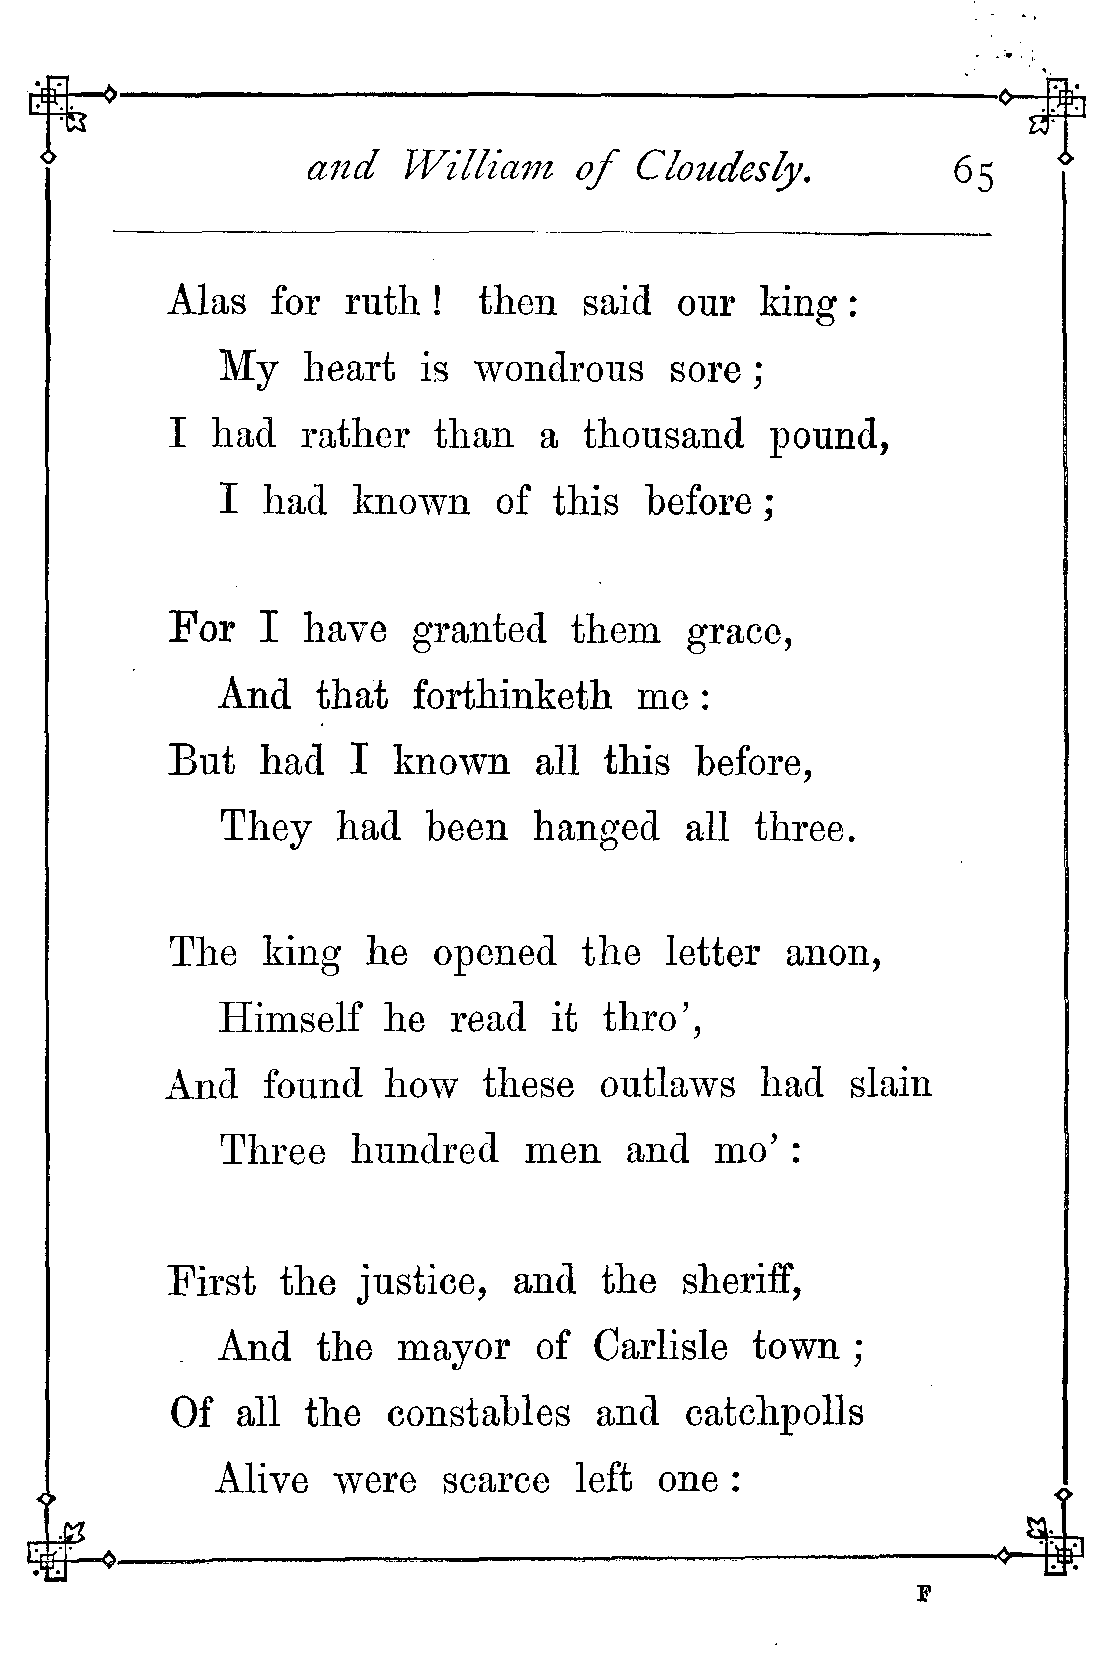 and William of Cloudesly. 65
Alas for ruth! then said our king:
My heart is wondrous sore;
I had rather than a thousand pound,
I had known of this before;
For I have granted them grace,
And that forthinketh me:
But had I known all this before,
They had been hanged all three.
The king he opened the letter anon,
Himself he read it thro',
And found how these outlaws had slain
Three hundred men and mo':
First the justice, and the sheriff,
And the mayor of Carlisle town;
Of all the constables and catchpolls
Alive were scarce left one:
F